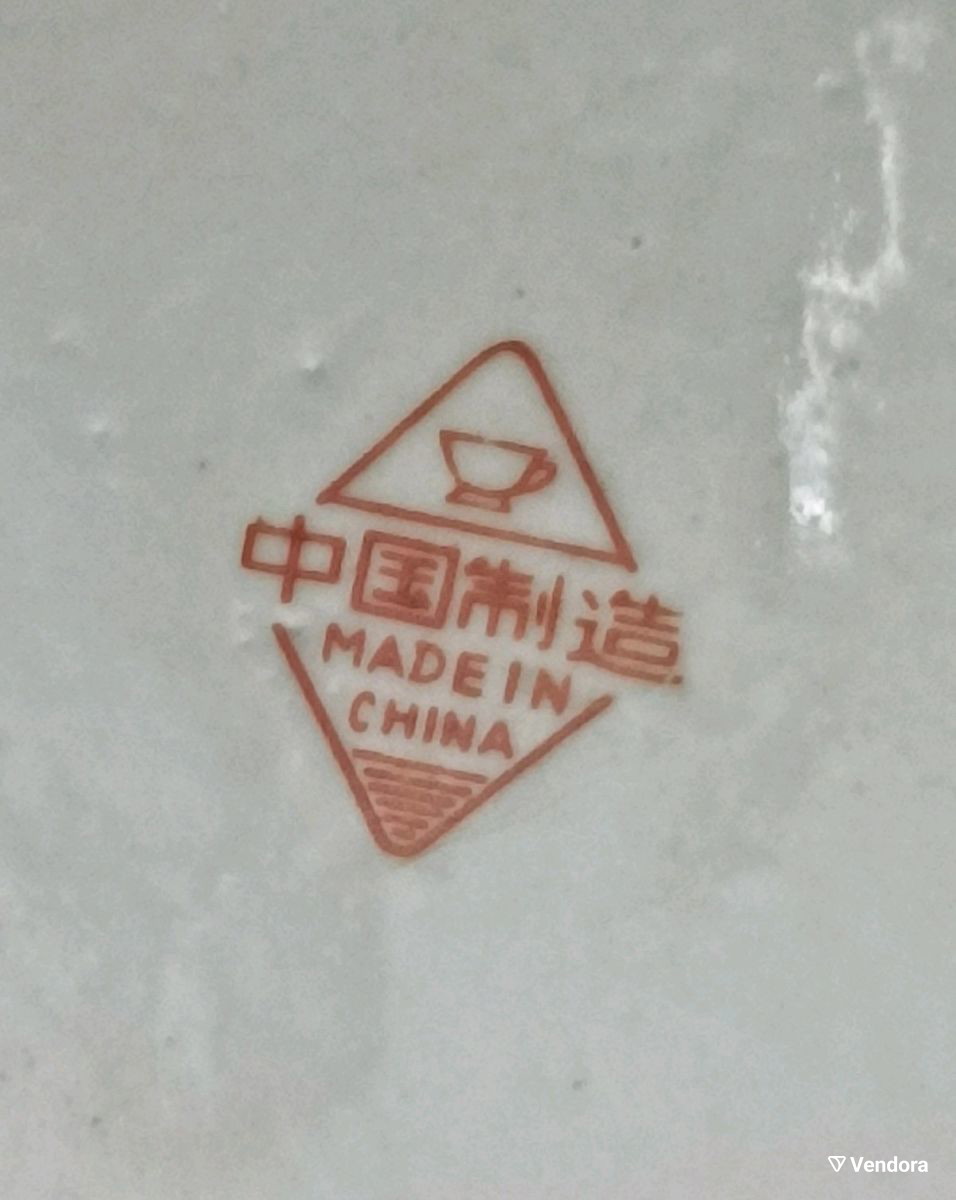 中国制造
MADE IN
CHINA
Vendora